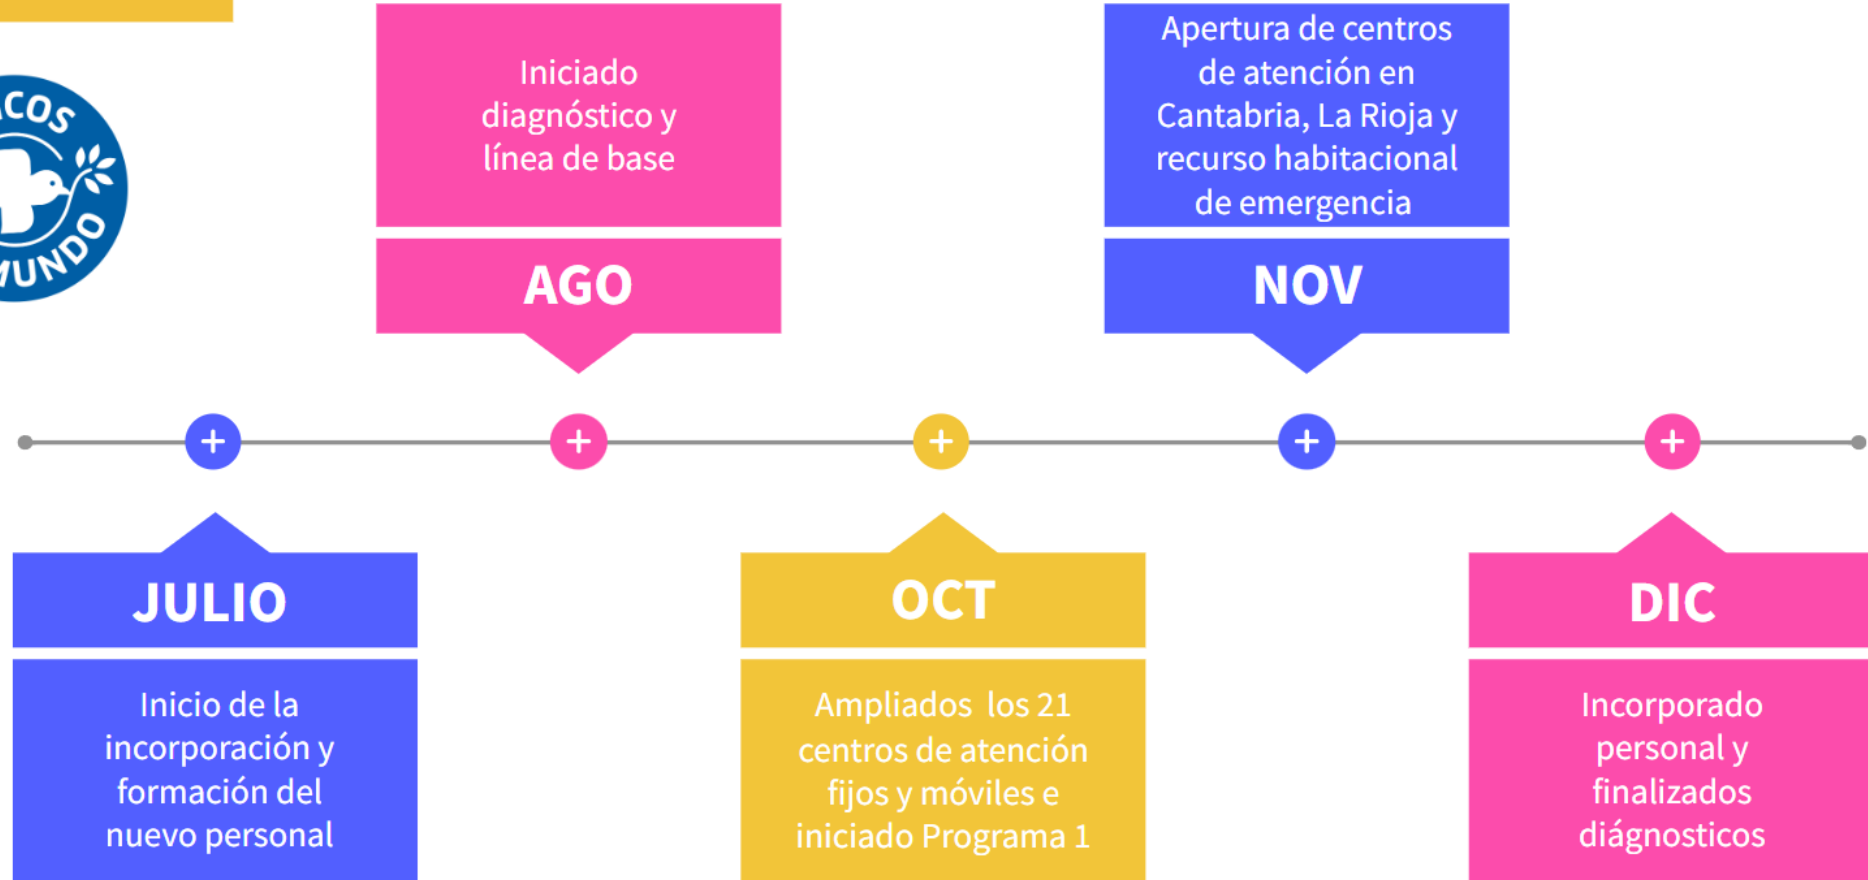 Iniciado
diagnóstico y
línea de base
AGO
Apertura de centros
de atención en
Cantabria, La Rioja y
recurso habitacional
de emergencia
NOV
MUNDO
JULIO
Inicio de la
incorporación y
formación del
nuevo personal
OCT
Ampliados los 21
centros de atención
fijos y móviles e
iniciado Programa 1
DIC
Incorporado
personal y
finalizados
diágnosticos